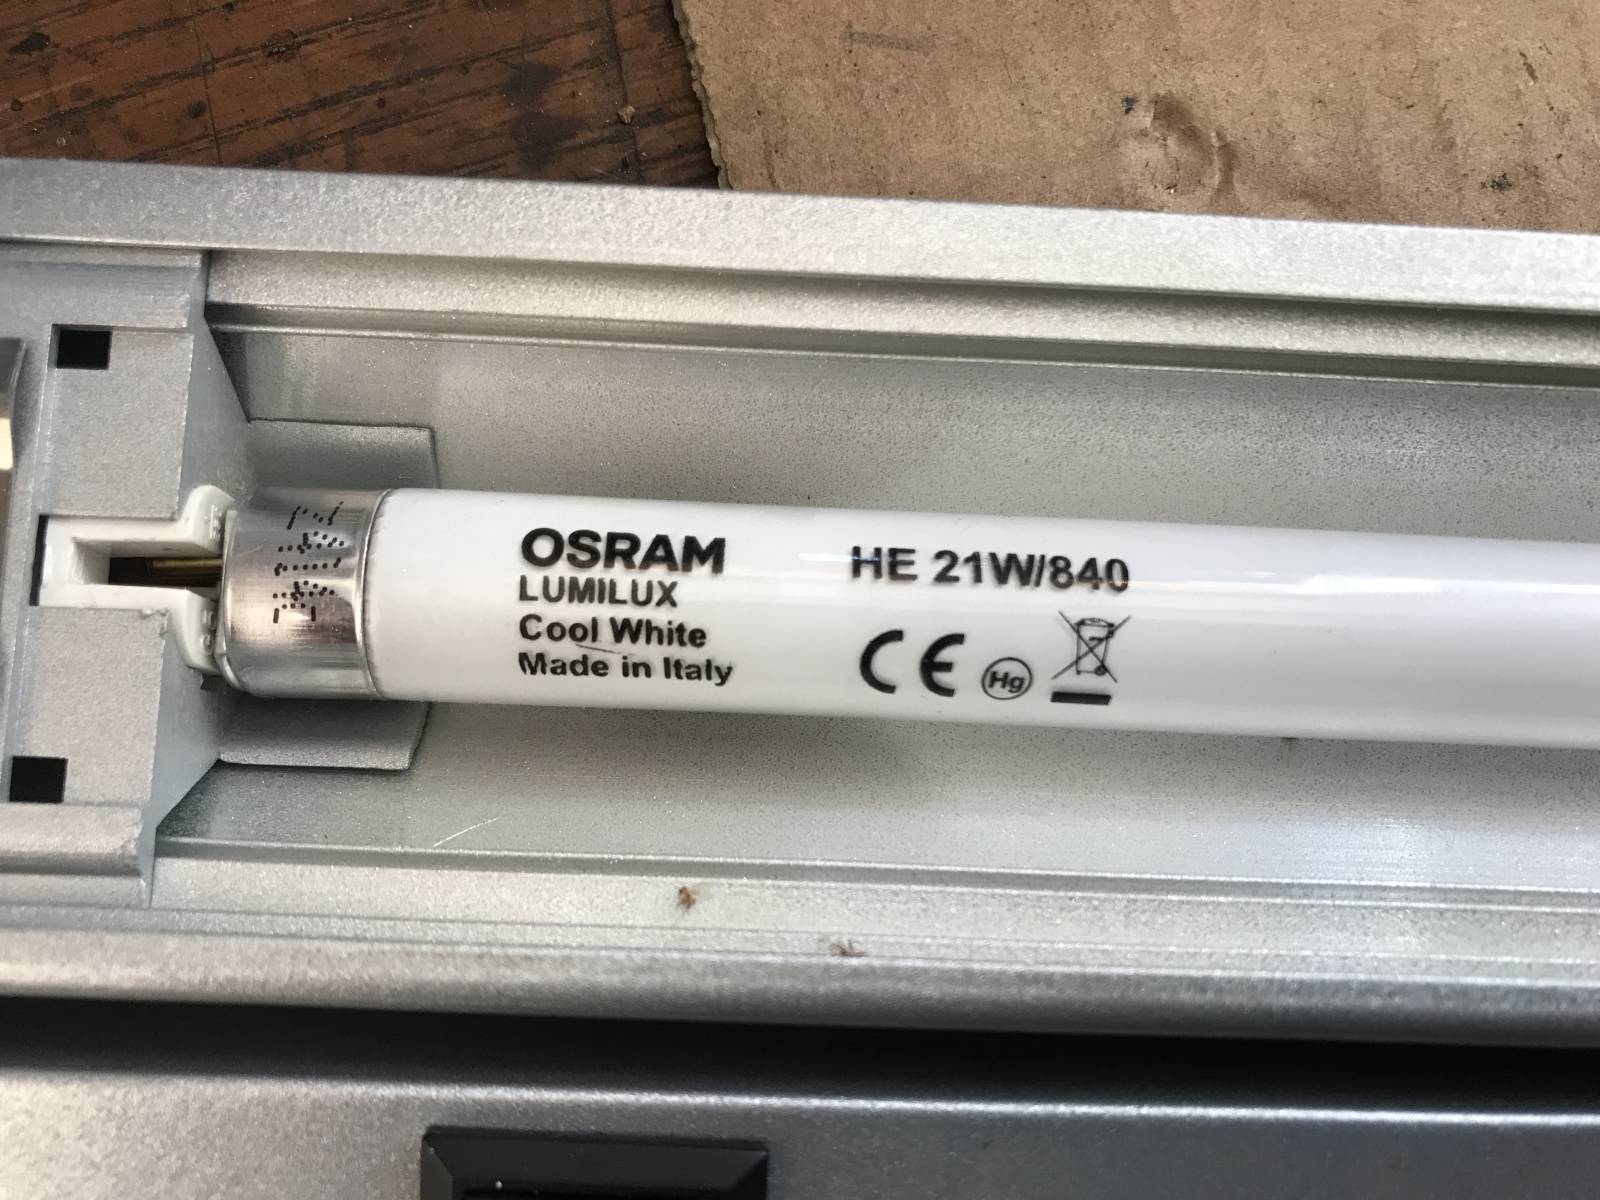 OSRAM
LUMILUX
Cool White
Made in Italy
HE 21W/840
CE Hg